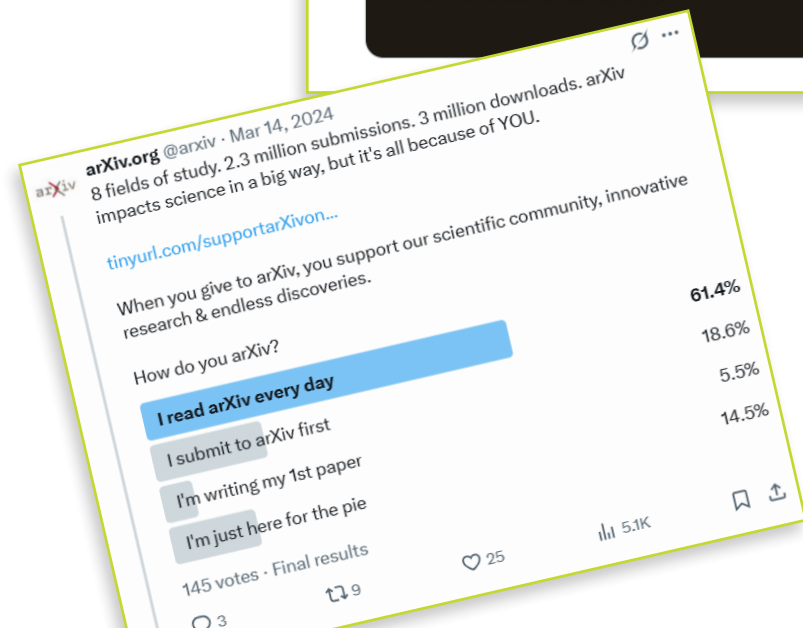 arXiv
arXiv.org @arxiv · Mar 14, 2024
8 fields of study. 2.3 million submissions. 3 million downloads. arXiv
impacts science in a big way, but it's all because of YOU.
tinyurl.com/supportarXivon...
When you give to arXiv, you support our scientific community, innovative
research & endless discoveries.
How do you arXiv?
I read arXiv every day 61.4%
I submit to arXiv first 18.6%
I'm writing my 1st paper 5.5%
I'm just here for the pie 14.5%
145 votes · Final results
3 9 25 5.1K